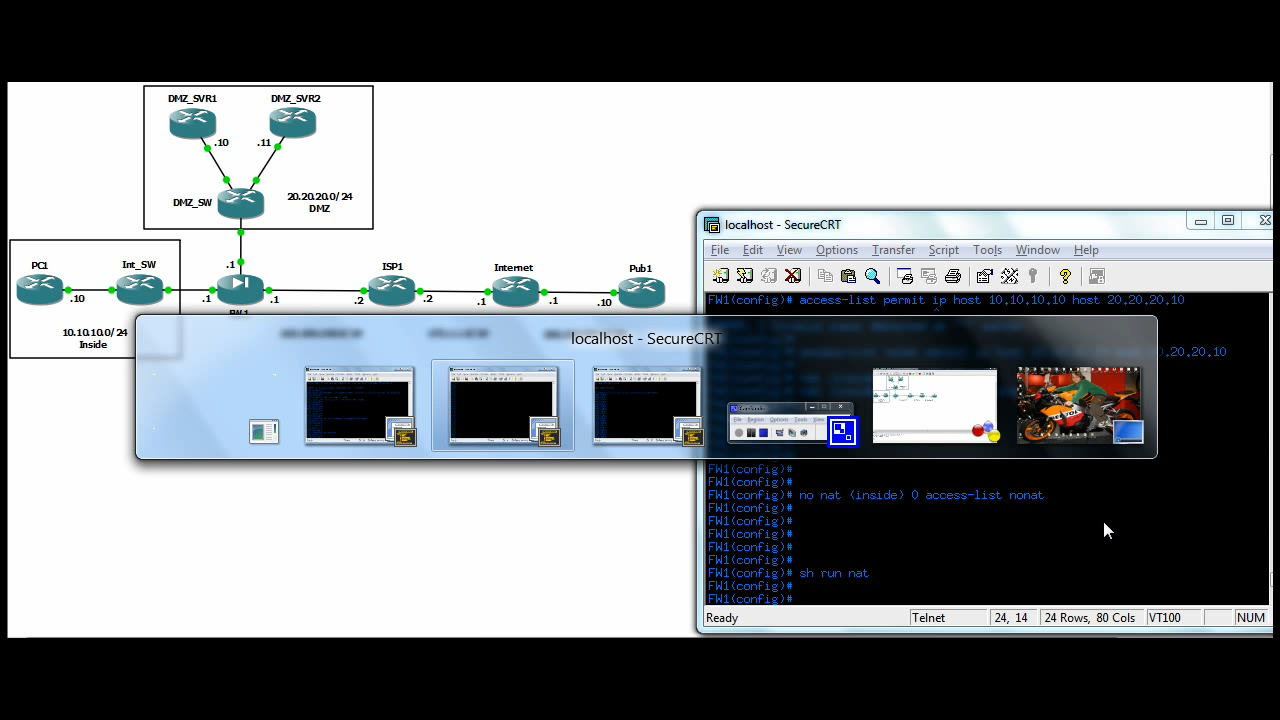 DMZ_SVR1
DMZ_SVR2
.10
.11
DMZ_SW
20.20.20.0/24
DMZ
.1
PC1
Int_SW
ISP1
Internet
Pub1
.10
.1
.1
.2
.2
.1
.1
.10
10.10.10.0/24
Inside
localhost - SecureCRT
File Edit View Options Transfer Script Tools Window Help
FW1(config)# access-list permit ip host 10.10.10.10 host 20.20.20.10
^
localhost - SecureCRT
FW1(config)#
FW1(config)#
FW1(config)# no nat (inside) 0 access-list nonat
FW1(config)#
FW1(config)#
FW1(config)#
FW1(config)#
FW1(config)#
FW1(config)# sh run nat
FW1(config)#
FW1(config)#
Ready Telnet 24, 14 24 Rows, 80 Cols VT100 NUM